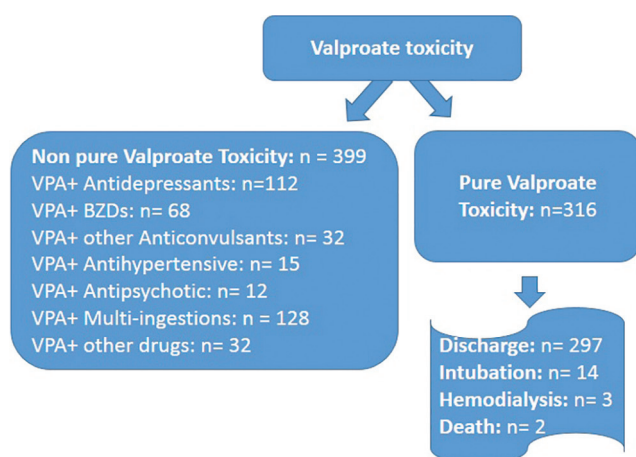 Valproate toxicity
Non pure Valproate Toxicity: n = 399
VPA+ Antidepressants: n=112
VPA+ BZDs: n= 68
VPA+ other Anticonvulsants: n= 32
VPA+ Antihypertensive: n= 15
VPA+ Antipsychotic: n= 12
VPA+ Multi-ingestions: n = 128
VPA+ other drugs: n= 32
Pure Valproate
Toxicity: n=316
Discharge: n= 297
Intubation: n= 14
Hemodialysis: n= 3
Death: n= 2